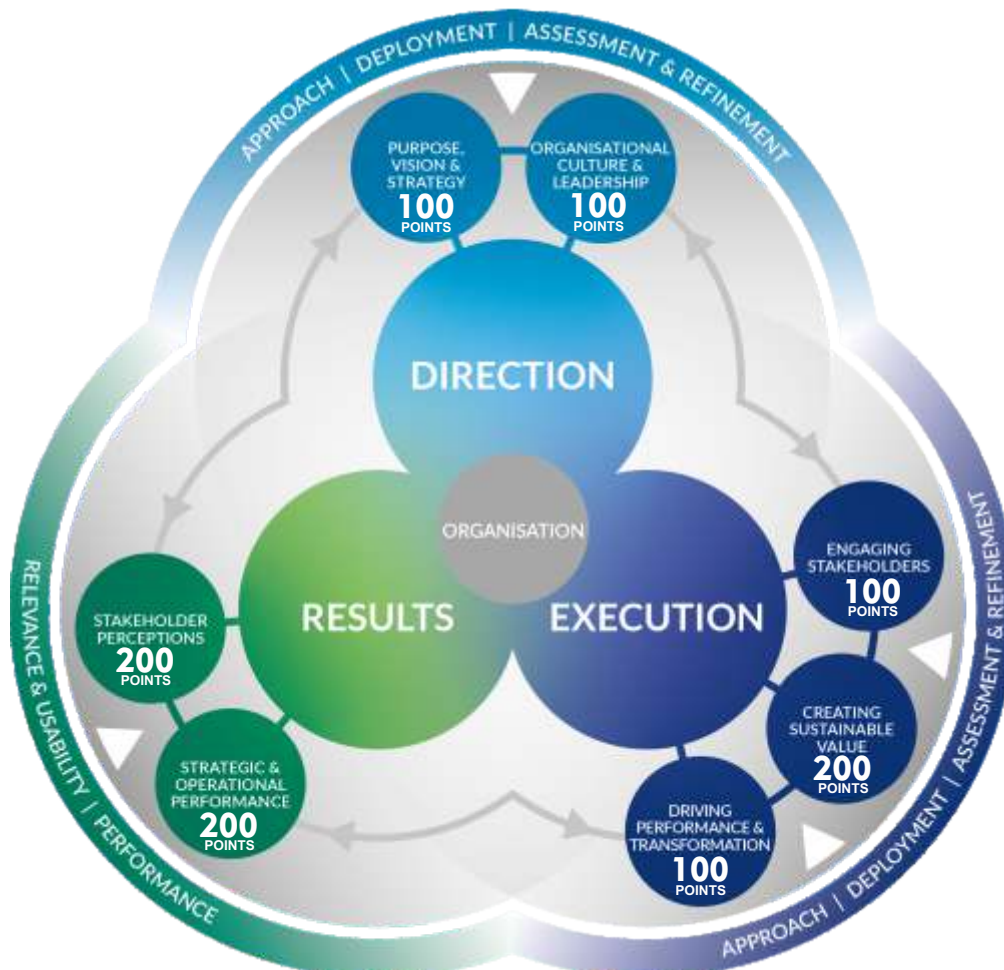 APPROACH | DEPLOYMENT | ASSESSMENT & REFINEMENT
PURPOSE,
VISION &
STRATEGY
100
POINTS
ORGANISATIONAL
CULTURE &
LEADERSHIP
100
POINTS
DIRECTION
ORGANISATION
RESULTS
EXECUTION
ENGAGING
STAKEHOLDERS
100
POINTS
CREATING
SUSTAINABLE
VALUE
200
POINTS
DRIVING
PERFORMANCE &
TRANSFORMATION
100
POINTS
STAKEHOLDER
PERCEPTIONS
200
POINTS
STRATEGIC &
OPERATIONAL
PERFORMANCE
200
POINTS
RELEVANCE & USABILITY | PERFORMANCE
APPROACH | DEPLOYMENT | ASSESSMENT & REFINEMENT